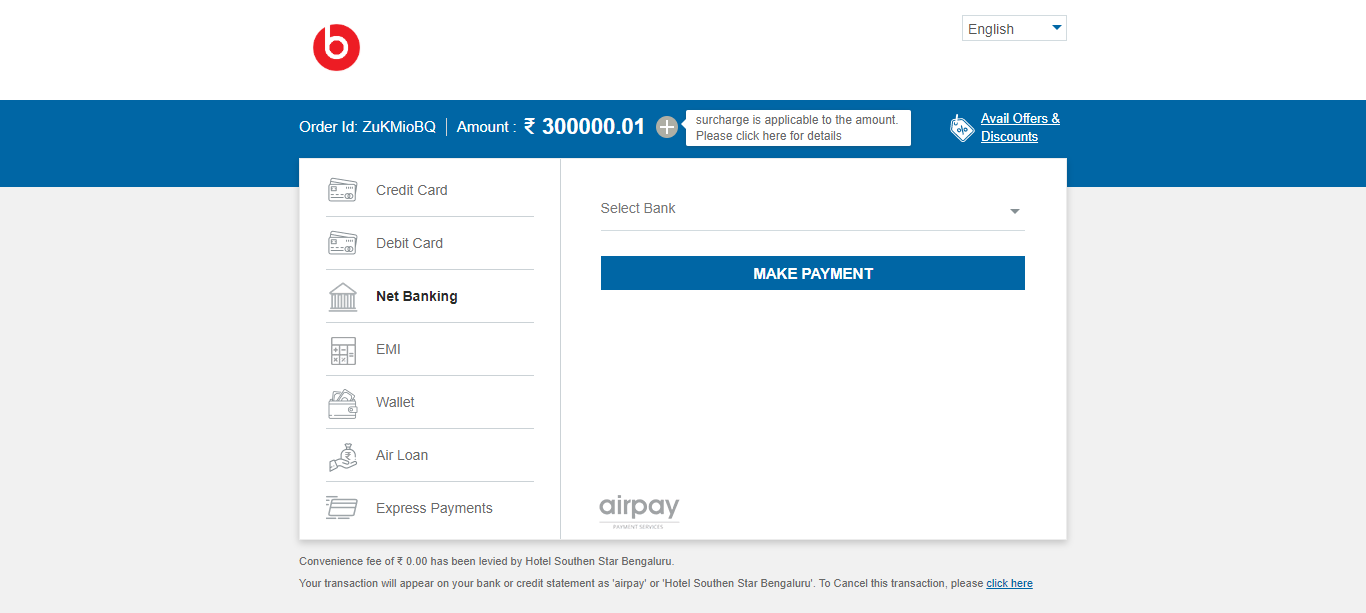 b
English
Order Id: ZuKMioBQ | Amount : ₹ 300000.01
surcharge is applicable to the amount.
Please click here for details
Avail Offers &
Discounts
Credit Card
Debit Card
Net Banking
EMI
Wallet
Air Loan
Express Payments
Select Bank
MAKE PAYMENT
airpay
PAYMENT SERVICES
Convenience fee of ₹ 0.00 has been levied by Hotel Southen Star Bengaluru.
Your transaction will appear on your bank or credit statement as 'airpay' or 'Hotel Southen Star Bengaluru'. To Cancel this transaction, please click here